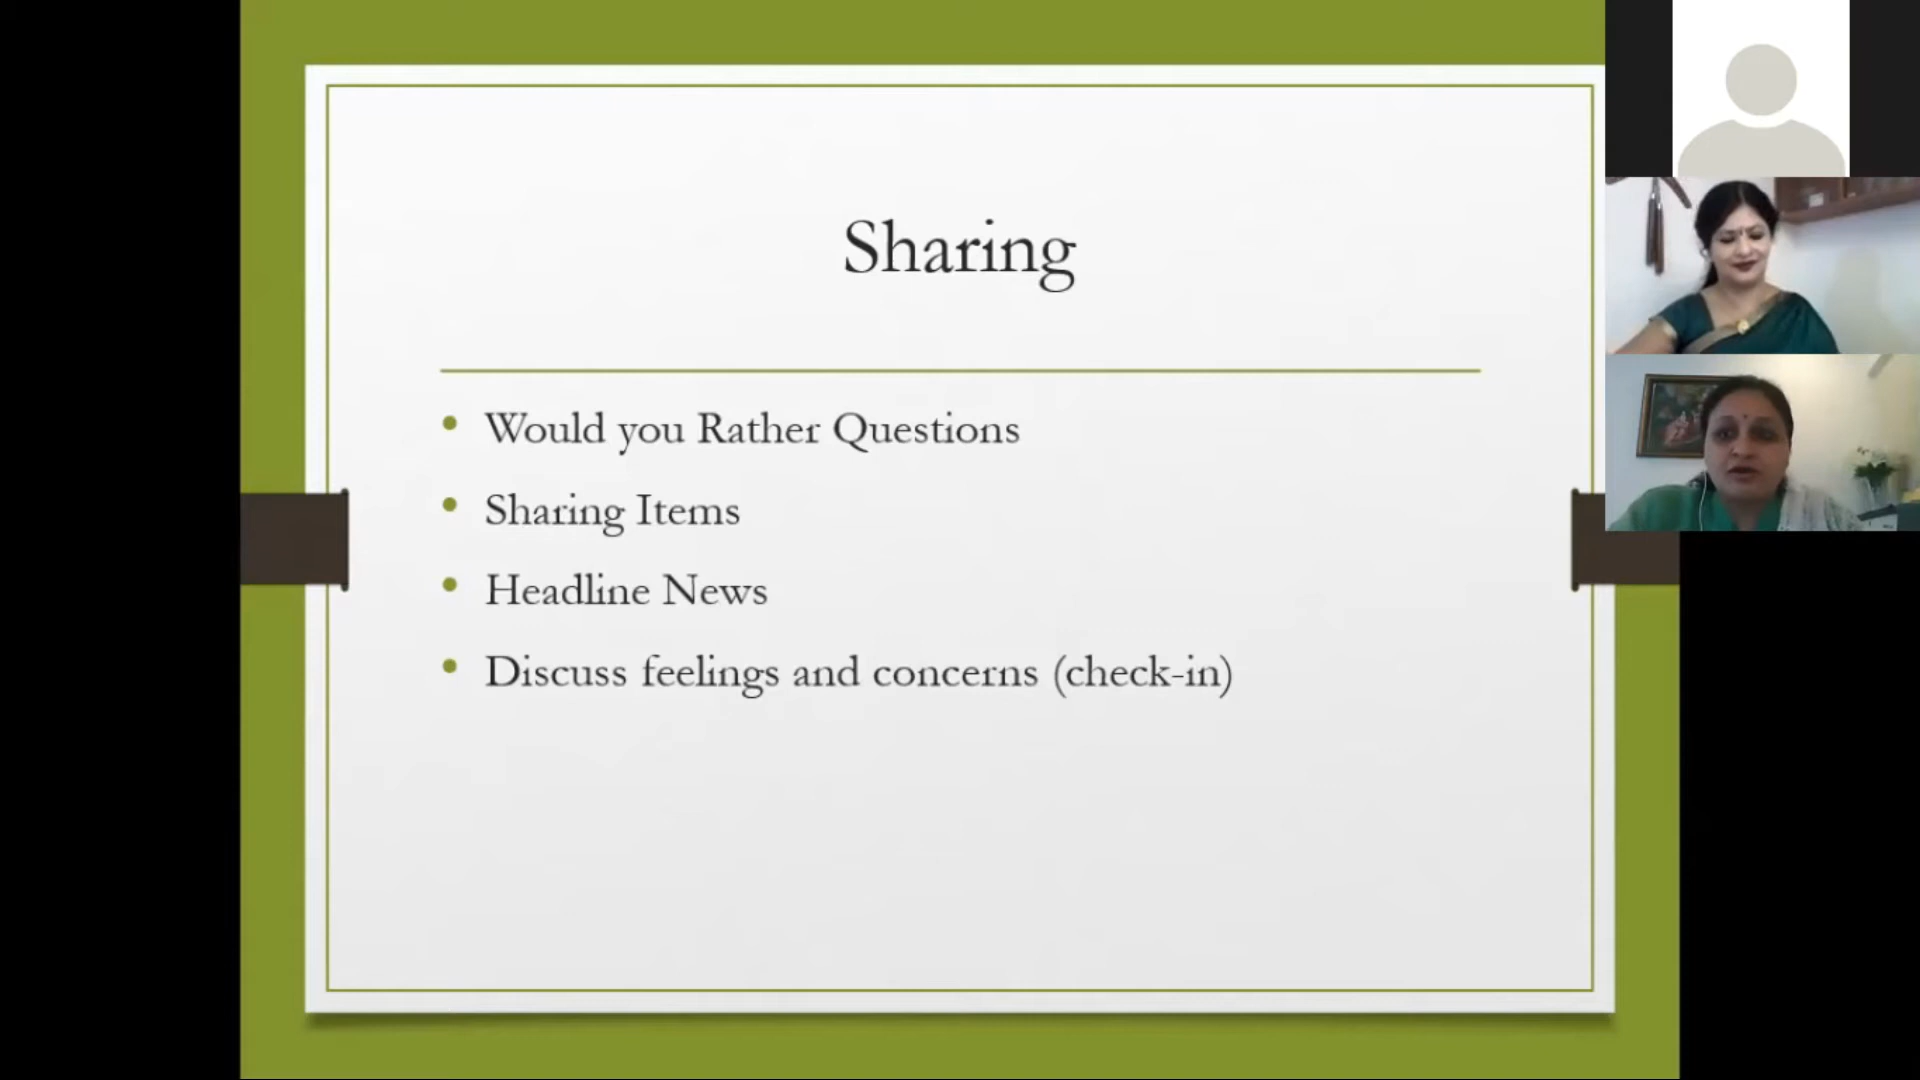 Sharing
Would you Rather Questions
Sharing Items
Headline News
Discuss feelings and concerns (check-in)